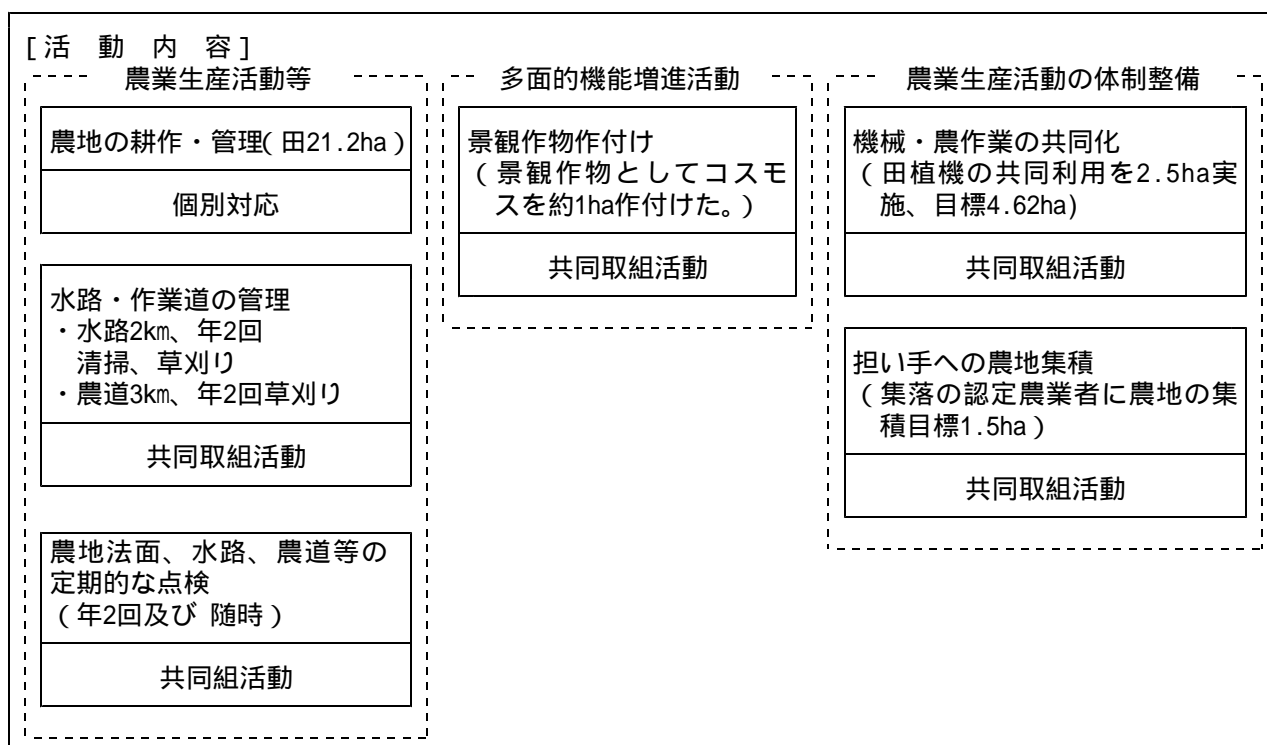 [活 動 内 容]
農業生産活動等
農地の耕作・管理(田21.2ha)
個別対応
水路・作業道の管理
・水路2km、年2回
清掃、草刈り
・農道3km、年2回草刈り
共同取組活動
農地法面、水路、農道等の
定期的な点検
(年2回及び 随時)
共同組活動
多面的機能増進活動
景観作物作付け
(景観作物としてコスモ
スを約1ha作付けた。)
共同取組活動
農業生産活動の体制整備
機械・農作業の共同化
(田植機の共同利用を2.5ha実
施、目標4.62ha)
共同取組活動
担い手への農地集積
(集落の認定農業者に農地の集
積目標1.5ha)
共同取組活動